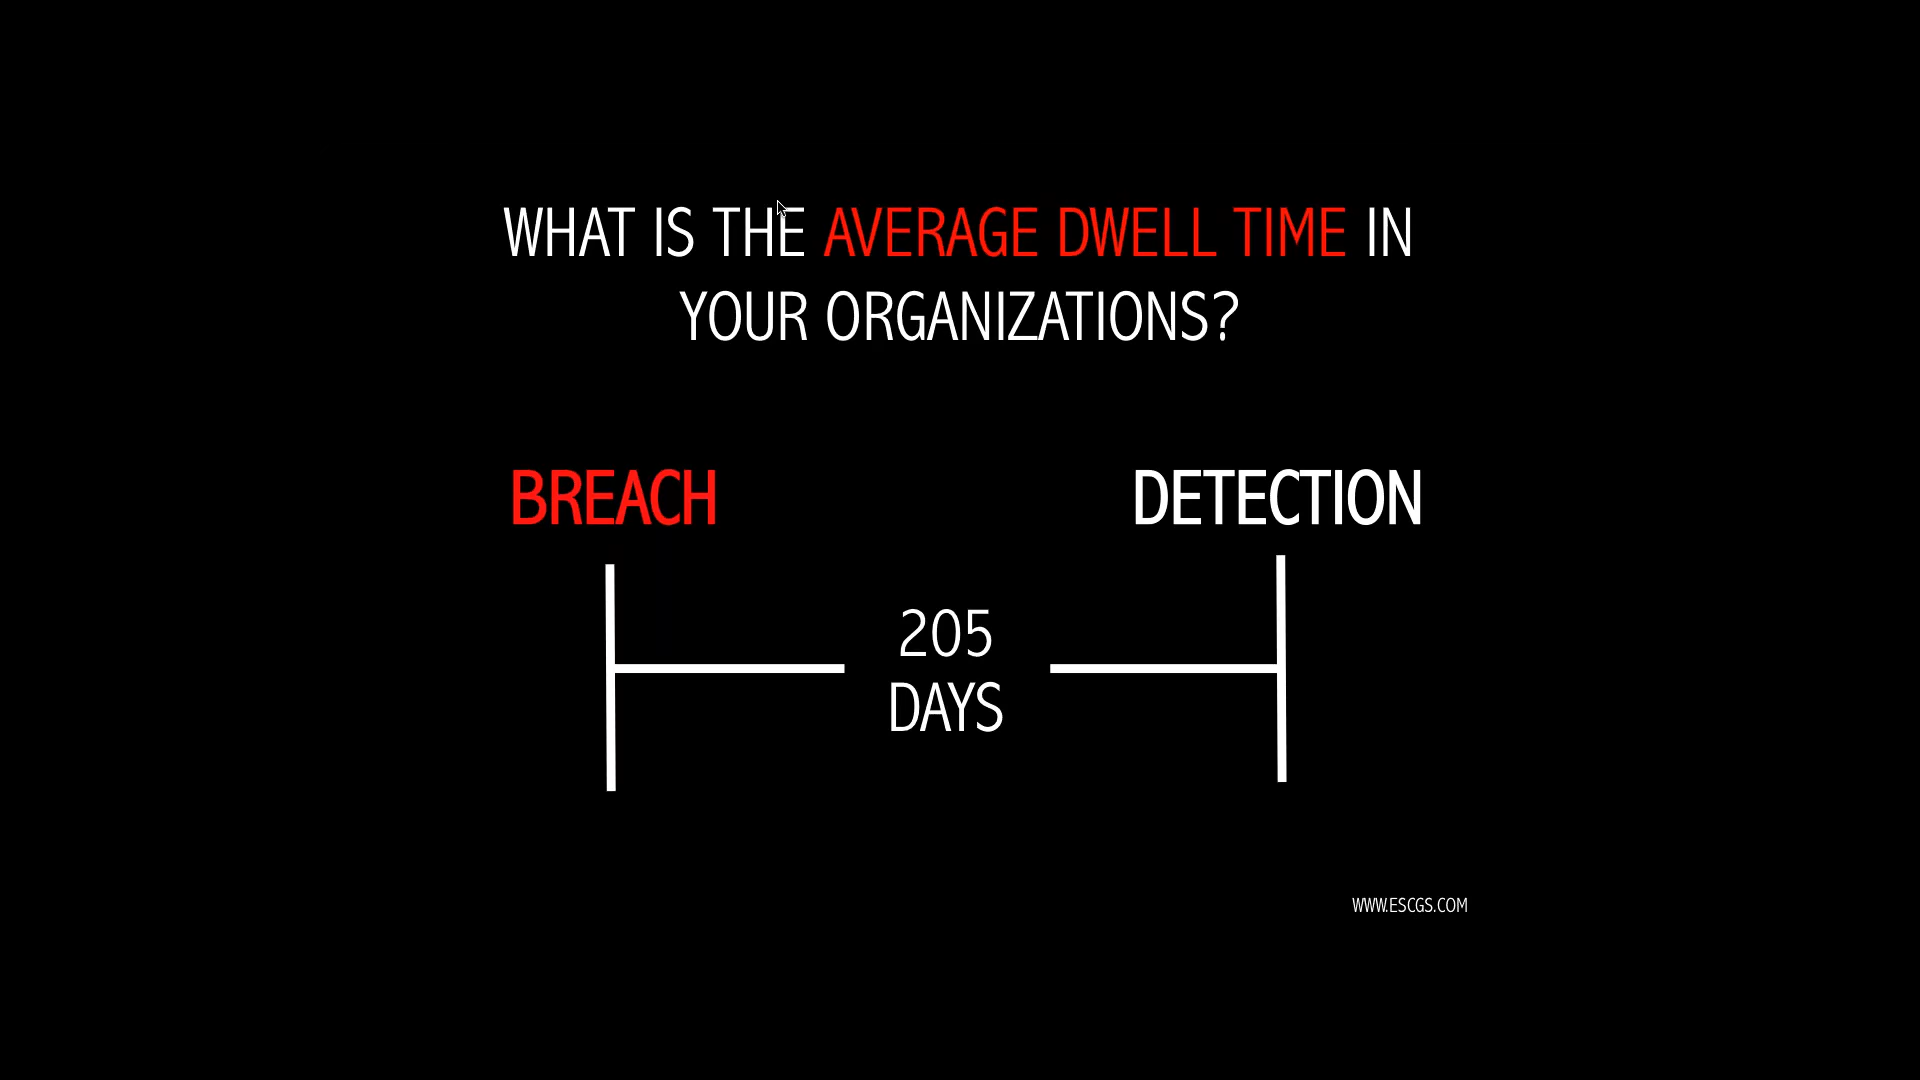 WHAT IS THE AVERAGE DWELL TIME IN
YOUR ORGANIZATIONS?
BREACH
DETECTION
205
DAYS
WWW.ESCGS.COM